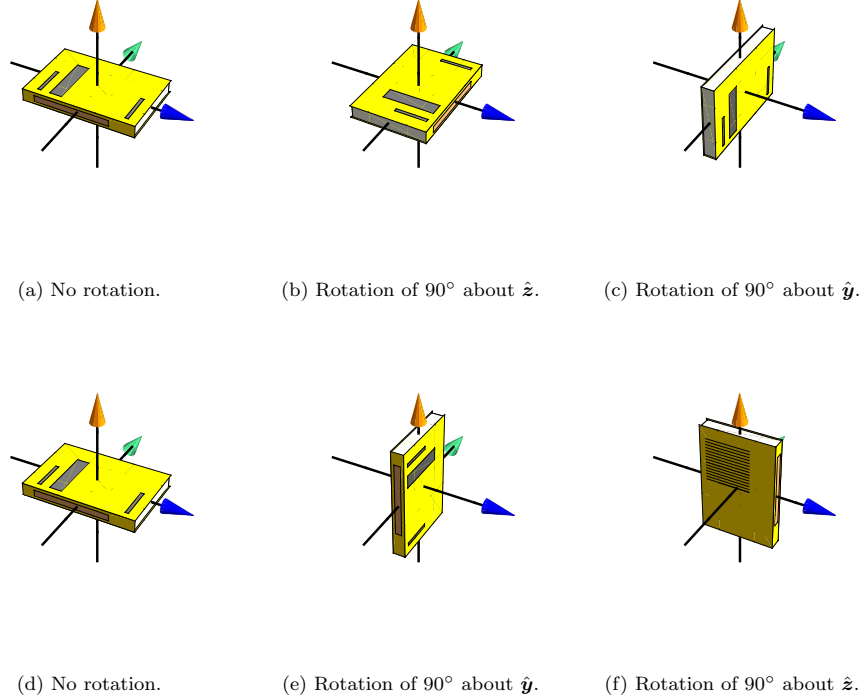 (a) No rotation.
(b) Rotation of 90° about ẑ.
(c) Rotation of 90° about ŷ.
(d) No rotation.
(e) Rotation of 90° about ŷ.
(f) Rotation of 90° about ẑ.